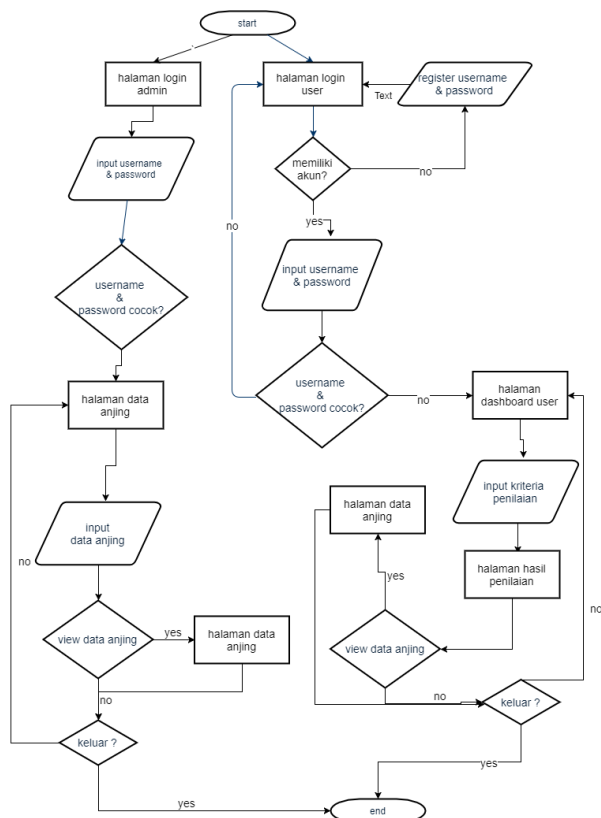 start
halaman login
admin
halaman login
user
register username
& password
Text
input username
& password
memiliki
akun?
no
yes
no
input username
& password
username
&
password cocok?
username
&
password cocok?
no
halaman data
anjing
halaman
dashboard user
input kriteria
penilaian
halaman data
anjing
input
data anjing
no
halaman hasil
penilaian
yes
no
view data anjing
yes
halaman data
anjing
view data anjing
no
no
keluar ?
keluar ?
yes
yes
end